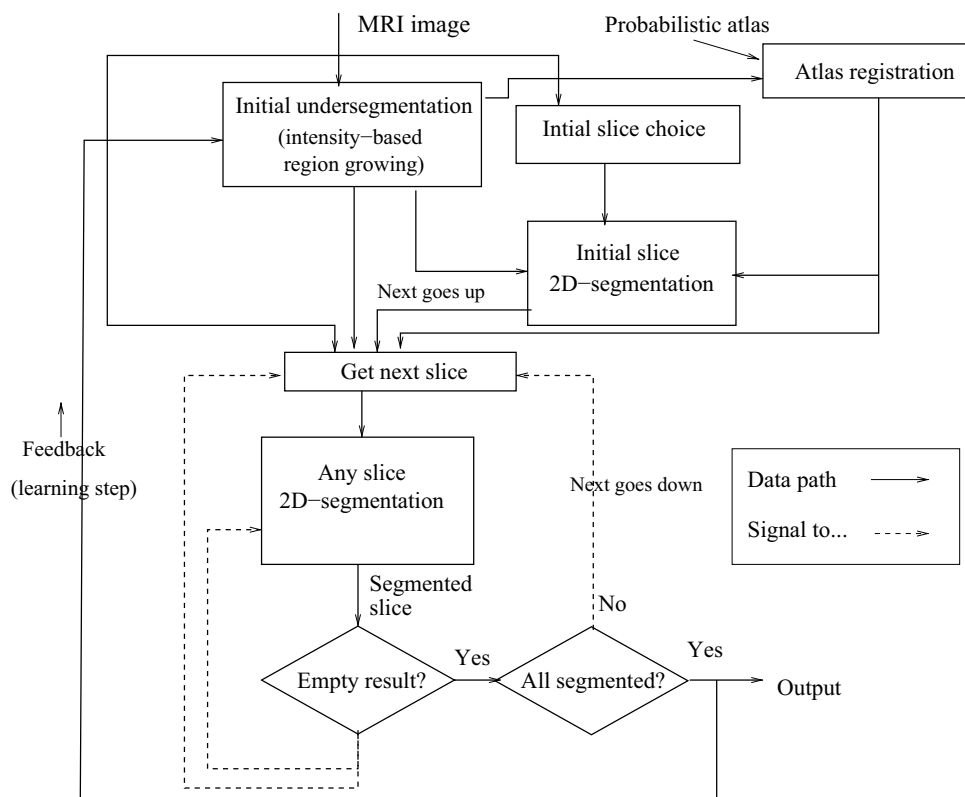 MRI image
Probabilistic atlas
Atlas registration
Initial undersegmentation
(intensity−based
region growing)
Intial slice choice
Initial slice
2D−segmentation
Next goes up
Get next slice
Feedback
(learning step)
Any slice
2D−segmentation
Next goes down
Data path
Signal to...
Segmented
slice
No
Empty result?
Yes
All segmented?
Yes
Output